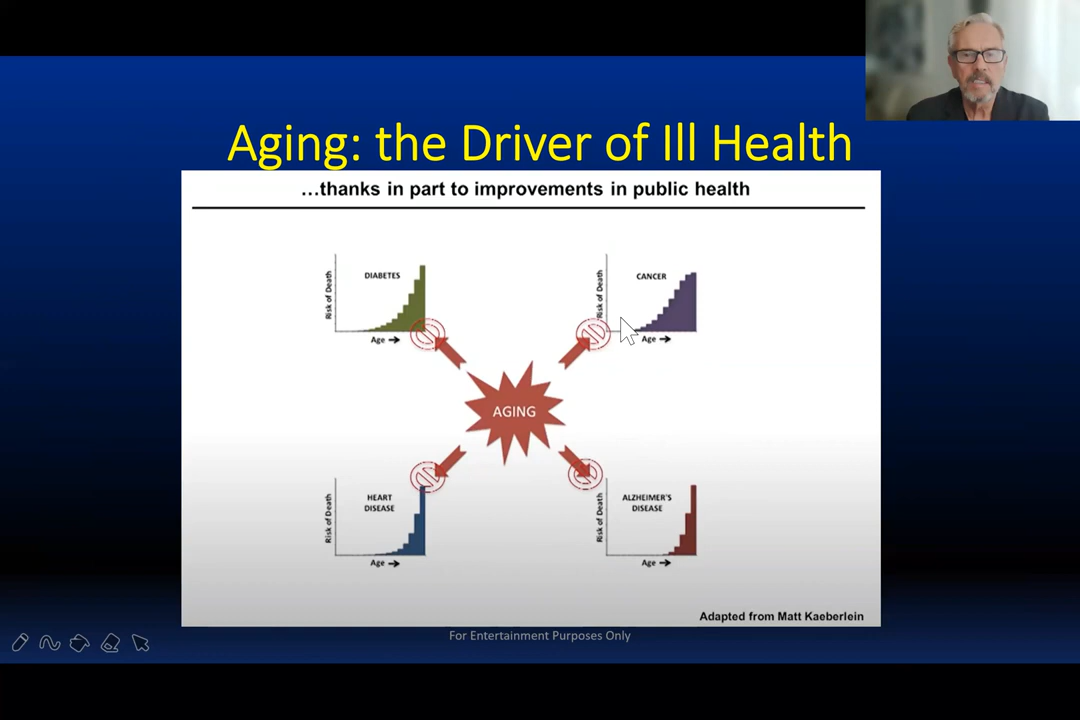 Aging: the Driver of Ill Health
...thanks in part to improvements in public health
DIABETES
Risk of Death
Age
CANCER
Risk of Death
Age
AGING
HEART
DISEASE
Risk of Death
Age
ALZHEIMER'S
DISEASE
Risk of Death
Age
Adapted from Matt Kaeberlein
For Entertainment Purposes Only